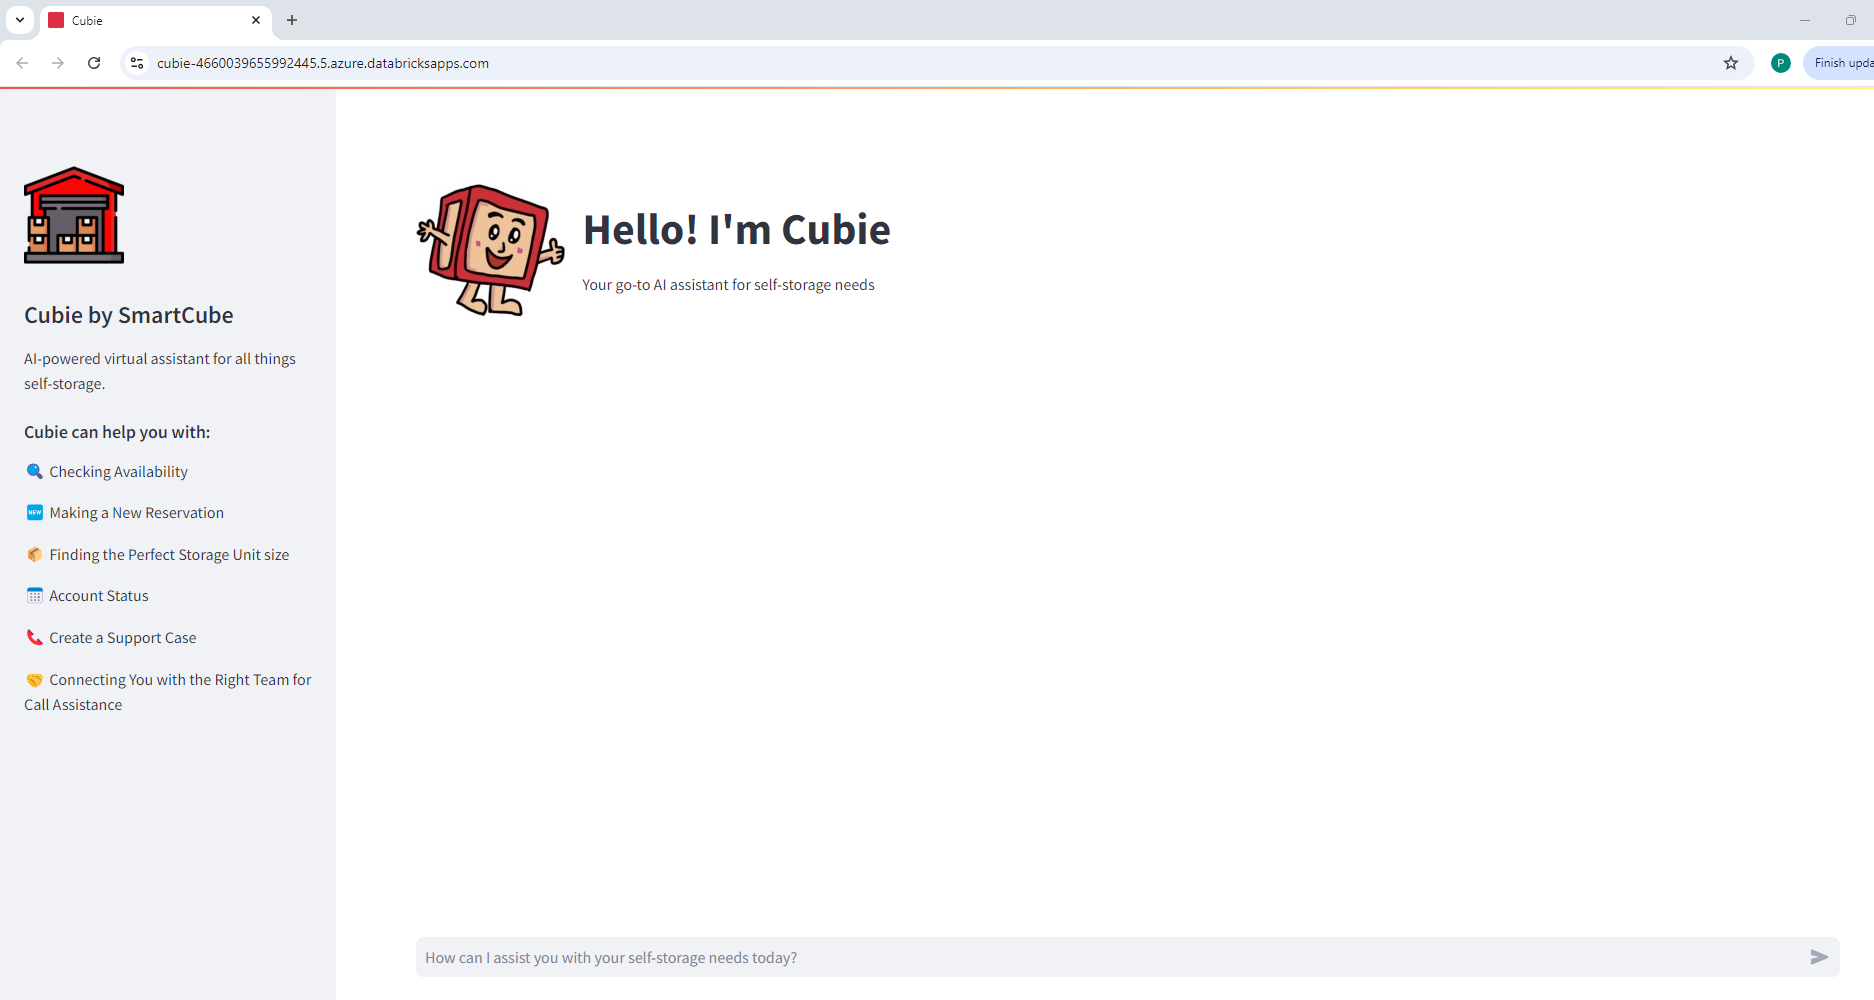 Cubie
cubie-4660039655992445.5.azure.databricksapps.com
P
Finish upda
Cubie by SmartCube
AI-powered virtual assistant for all things
self-storage.
Cubie can help you with:
Checking Availability
NEW Making a New Reservation
Finding the Perfect Storage Unit size
Account Status
Create a Support Case
Connecting You with the Right Team for
Call Assistance
Hello! I'm Cubie
Your go-to AI assistant for self-storage needs
How can I assist you with your self-storage needs today?